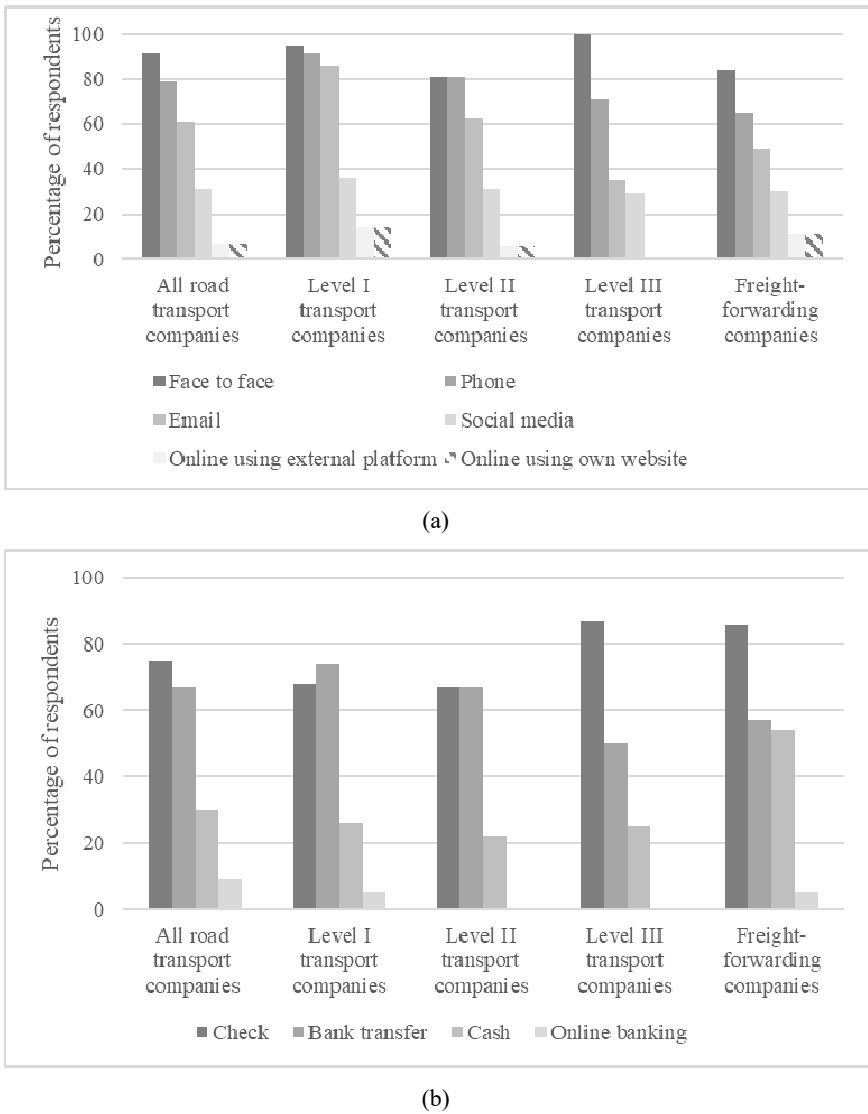 Percentage of respondents
100
80
60
40
20
0
All road transport companies
Level I transport companies
Level II transport companies
Level III transport companies
Freight-forwarding companies
Face to face
Phone
Email
Social media
Online using external platform
Online using own website
(a)
Percentage of respondents
100
80
60
40
20
0
All road transport companies
Level I transport companies
Level II transport companies
Level III transport companies
Freight-forwarding companies
Check
Bank transfer
Cash
Online banking
(b)